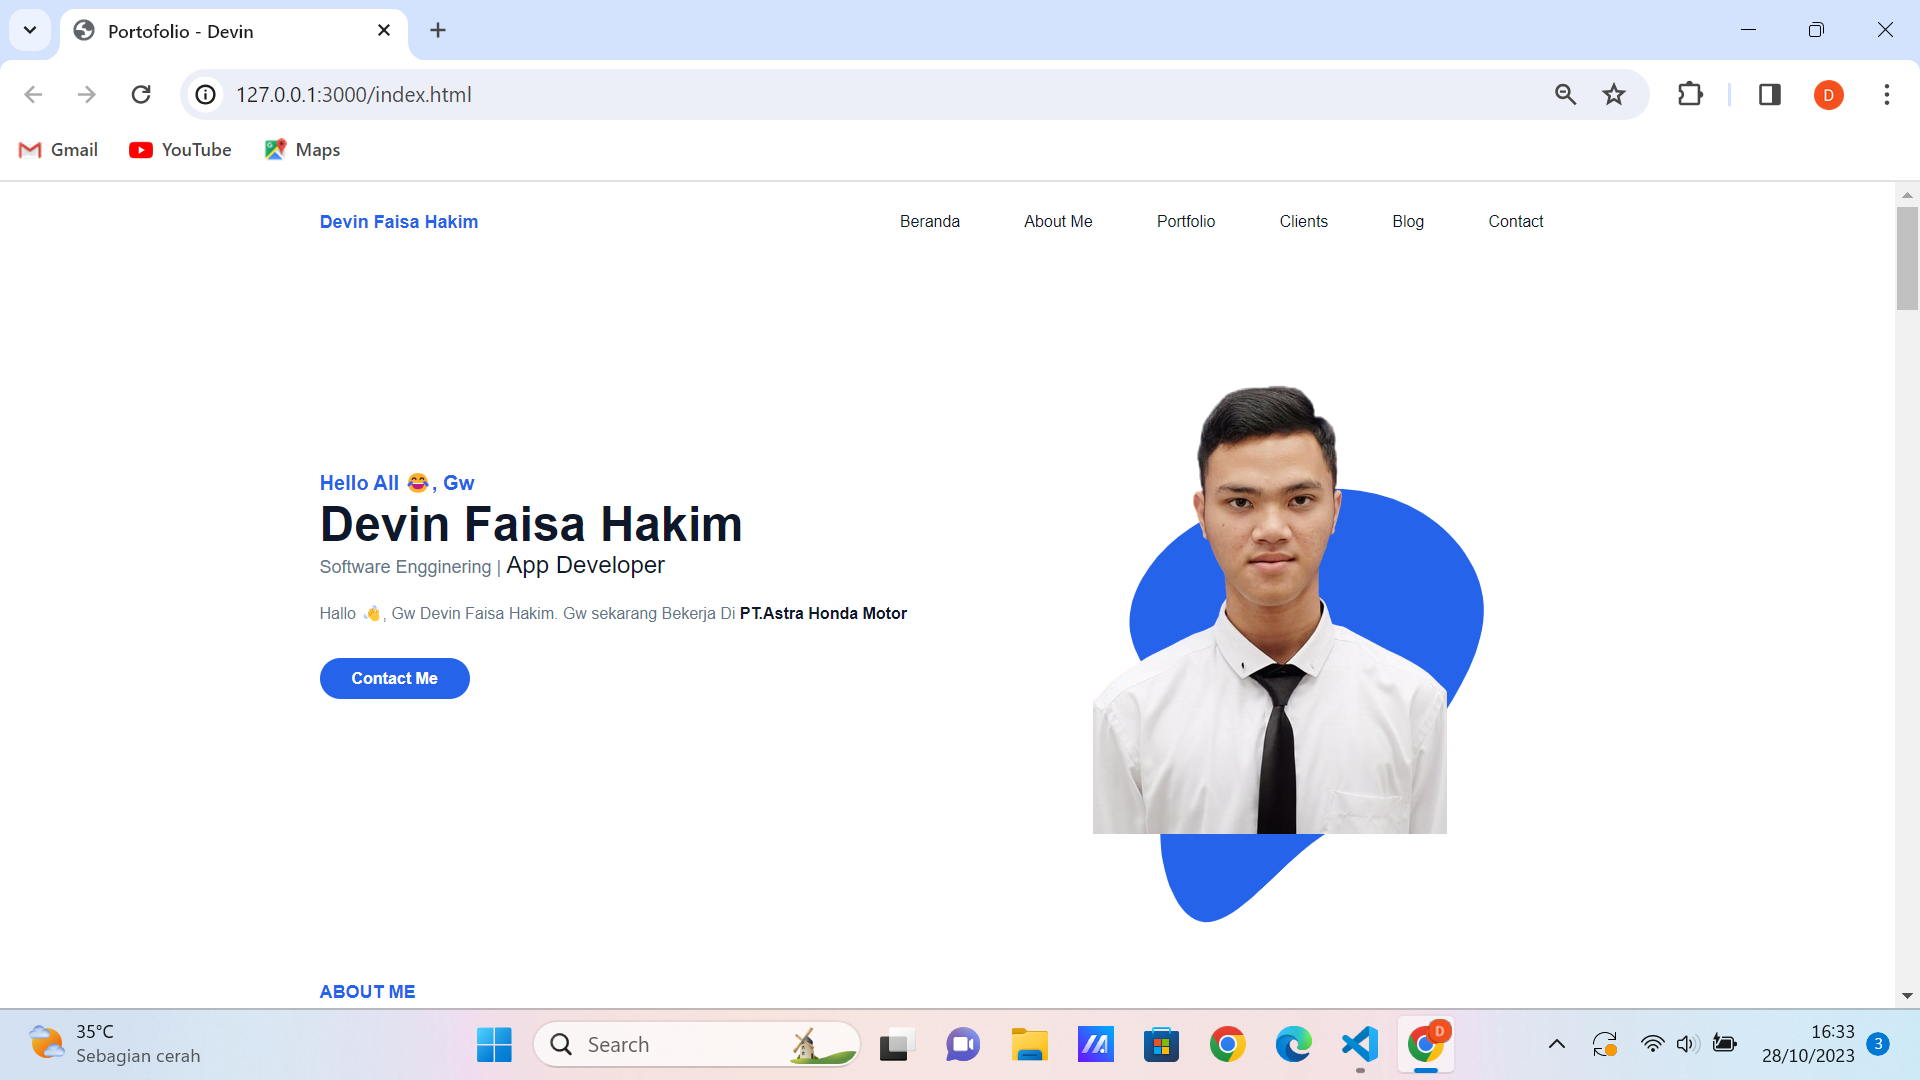 Portofolio - Devin
127.0.0.1:3000/index.html
D
Gmail
YouTube
Maps
Devin Faisa Hakim
Beranda
About Me
Portfolio
Clients
Blog
Contact
Hello All 😂, Gw
Devin Faisa Hakim
Software Engginering | App Developer
Hallo 👋, Gw Devin Faisa Hakim. Gw sekarang Bekerja Di PT.Astra Honda Motor
Contact Me
ABOUT ME
35°C
Sebagian cerah
Search
D
16:33
28/10/2023
3